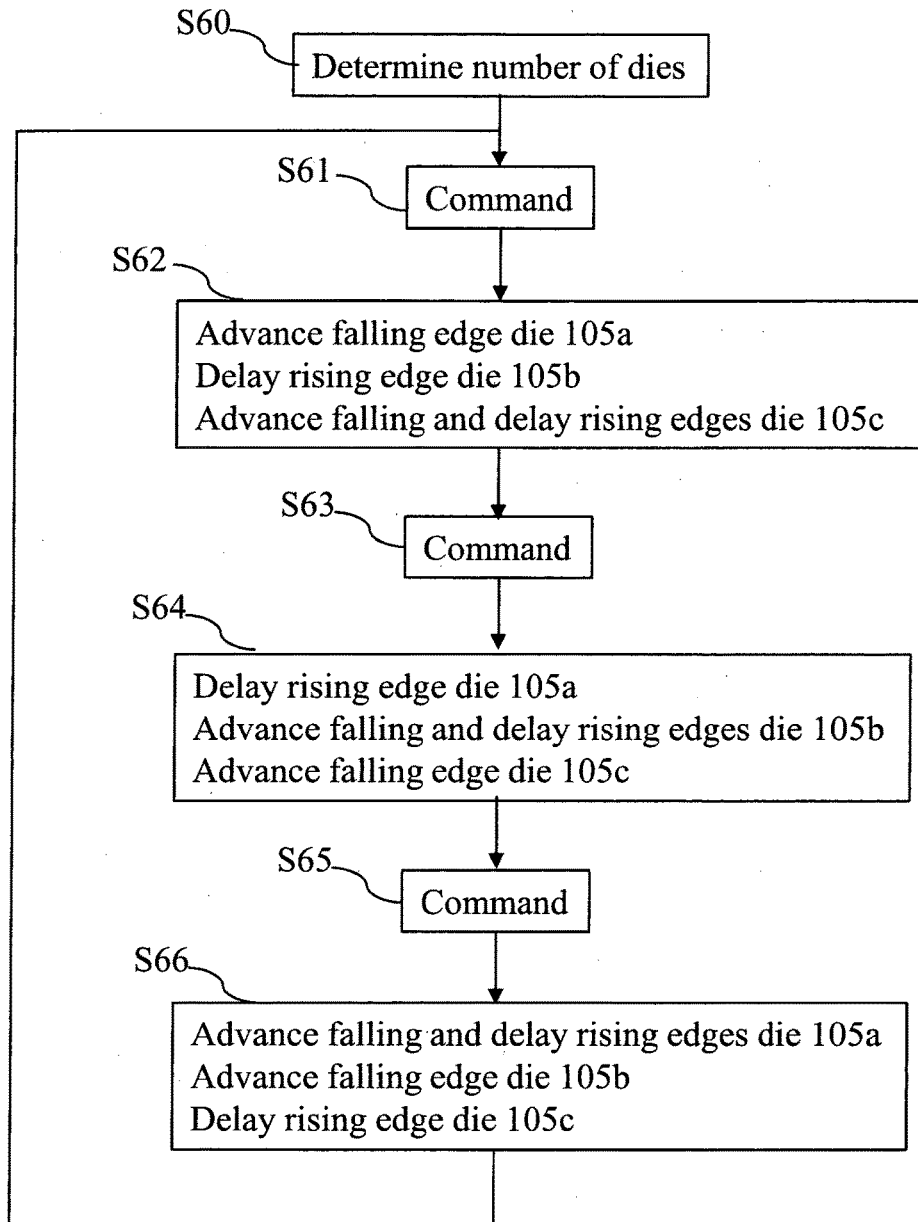 S60
Determine number of dies
S61
Command
S62
Advance falling edge die 105a
Delay rising edge die 105b
Advance falling and delay rising edges die 105c
S63
Command
S64
Delay rising edge die 105a
Advance falling and delay rising edges die 105b
Advance falling edge die 105c
S65
Command
S66
Advance falling and delay rising edges die 105a
Advance falling edge die 105b
Delay rising edge die 105c